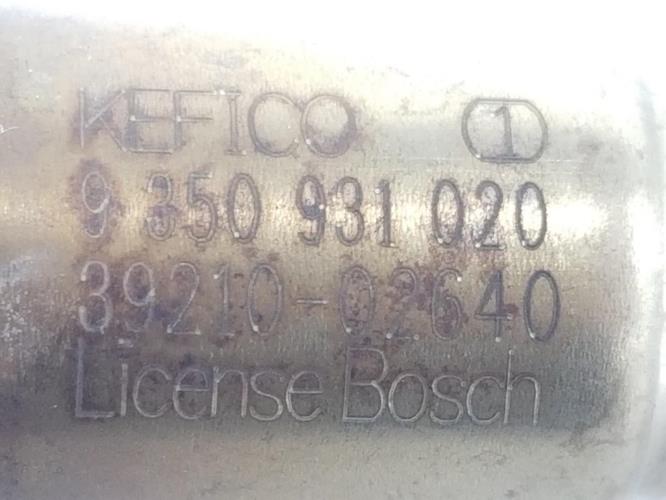 KEFICO 1
9 350 931 020
39210-02640
License Bosch